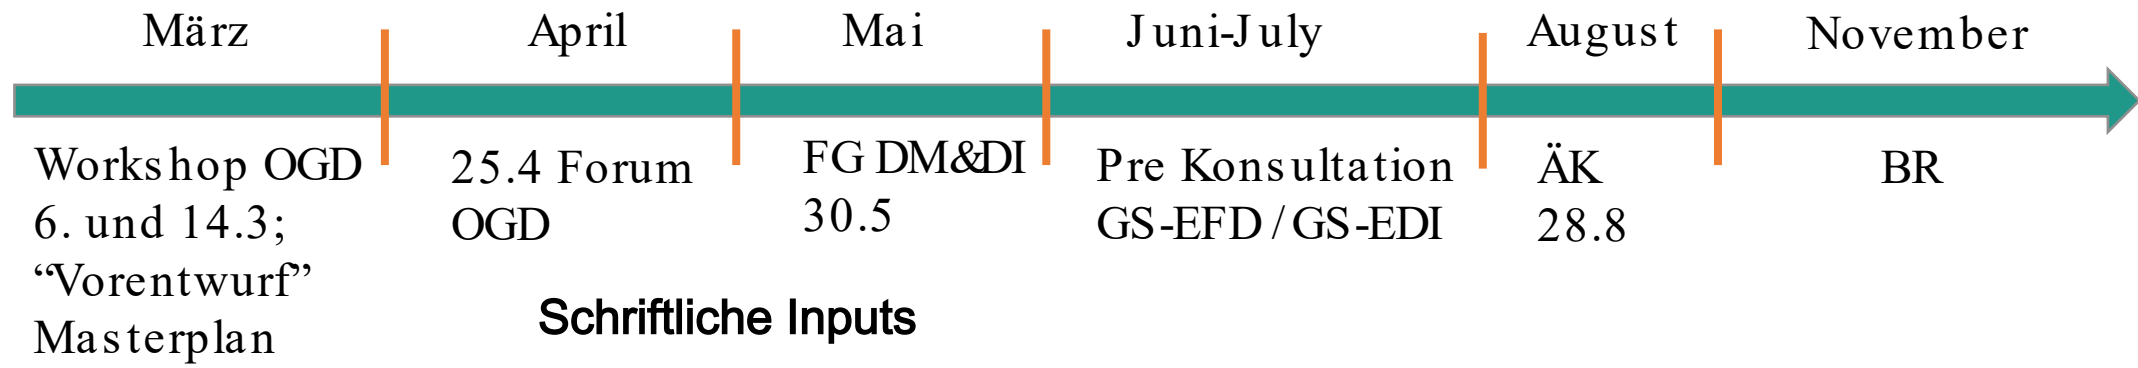 März
April
Mai
Juni-July
August
November
Workshop OGD
6. und 14.3;
“Vorentwurf”
Masterplan
25.4 Forum
OGD
FG DM&DI
30.5
Pre Konsultation
GS-EFD / GS-EDI
ÄK
28.8
BR
Schriftliche Inputs